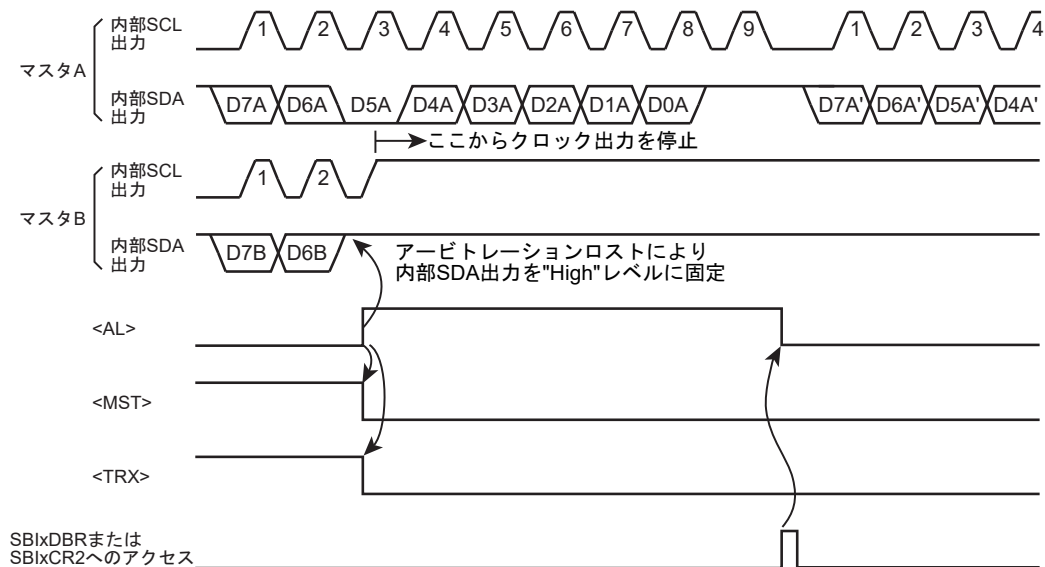 マスタA
内部SCL
出力
1 2 3 4 5 6 7 8 9 1 2 3 4
内部SDA
出力
D7A D6A D5A D4A D3A D2A D1A D0A D7A' D6A' D5A' D4A'
ここからクロック出力を停止
マスタB
内部SCL
出力
1 2
内部SDA
出力
D7B D6B
アービトレーションロストにより
内部SDA出力を"High"レベルに固定
<AL>
<MST>
<TRX>
SBIxDBRまたは
SBIxCR2へのアクセス